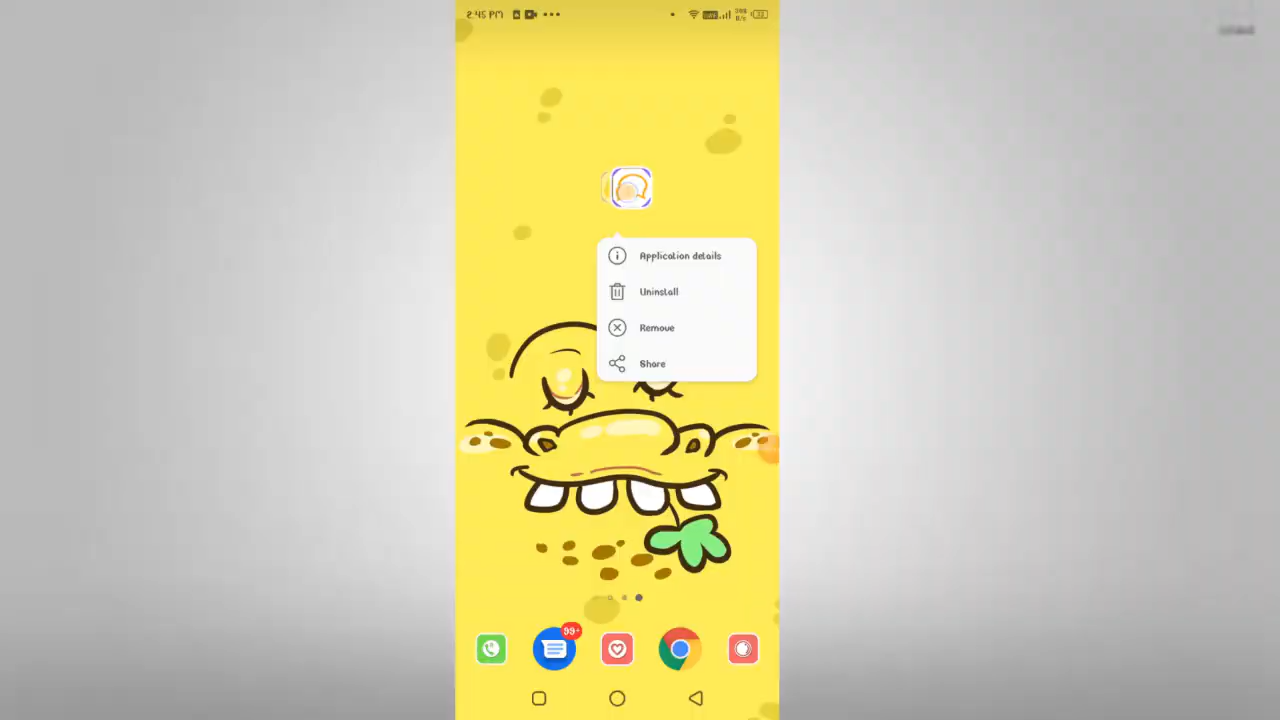 2:45 PM
Application details
Uninstall
Remove
Share
99+